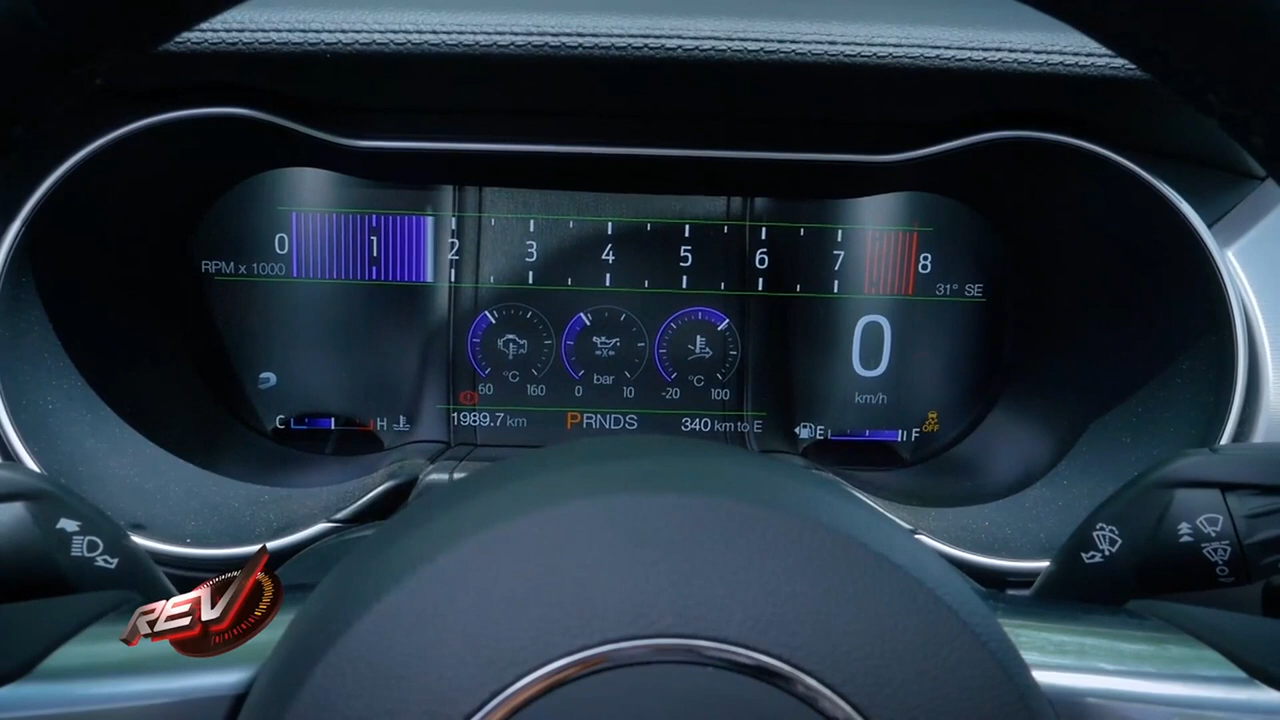 0 1 2 3 4 5 6 7 8
RPM x 1000
31° SE
0
km/h
°C
60 160
bar
0 10
°C
-20 100
C H
1989.7 km
PRNDS
340 km to E
E F
OFF
REV